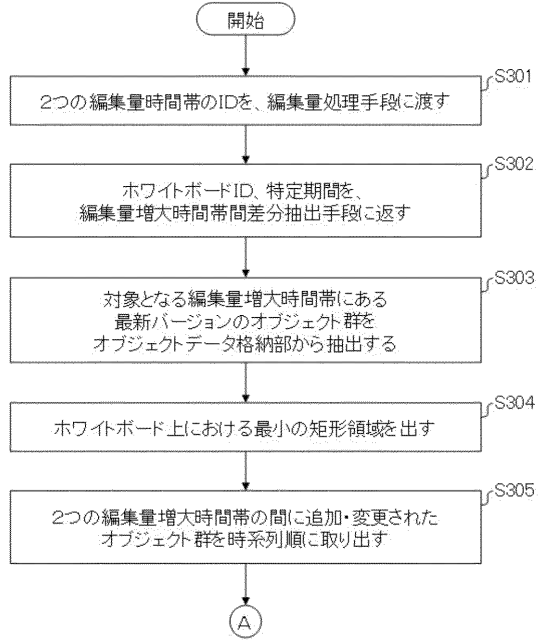 開始
S301
2つの編集量時間帯のIDを、編集量処理手段に渡す
S302
ホワイトボードID、特定期間を、
編集量増大時間帯間差分抽出手段に返す
S303
対象となる編集量増大時間帯にある
最新バージョンのオブジェクト群を
オブジェクトデータ格納部から抽出する
S304
ホワイトボード上における最小の矩形領域を出す
S305
2つの編集量増大時間帯の間に追加・変更された
オブジェクト群を時系列順に取り出す
A